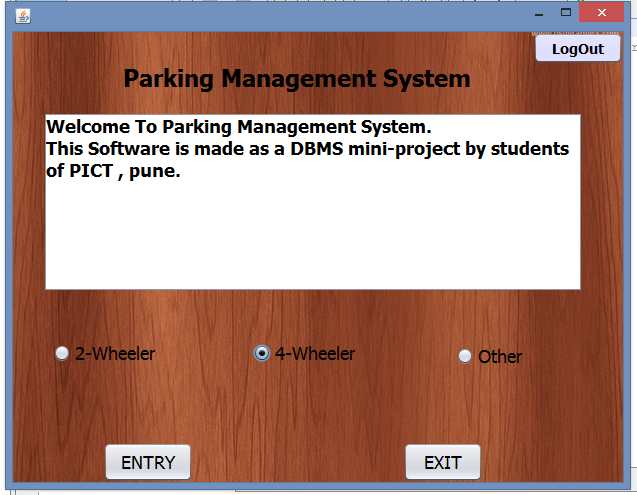 LogOut
Parking Management System
Welcome To Parking Management System.
This Software is made as a DBMS mini-project by students
of PICT , pune.
2-Wheeler
4-Wheeler
Other
ENTRY
EXIT